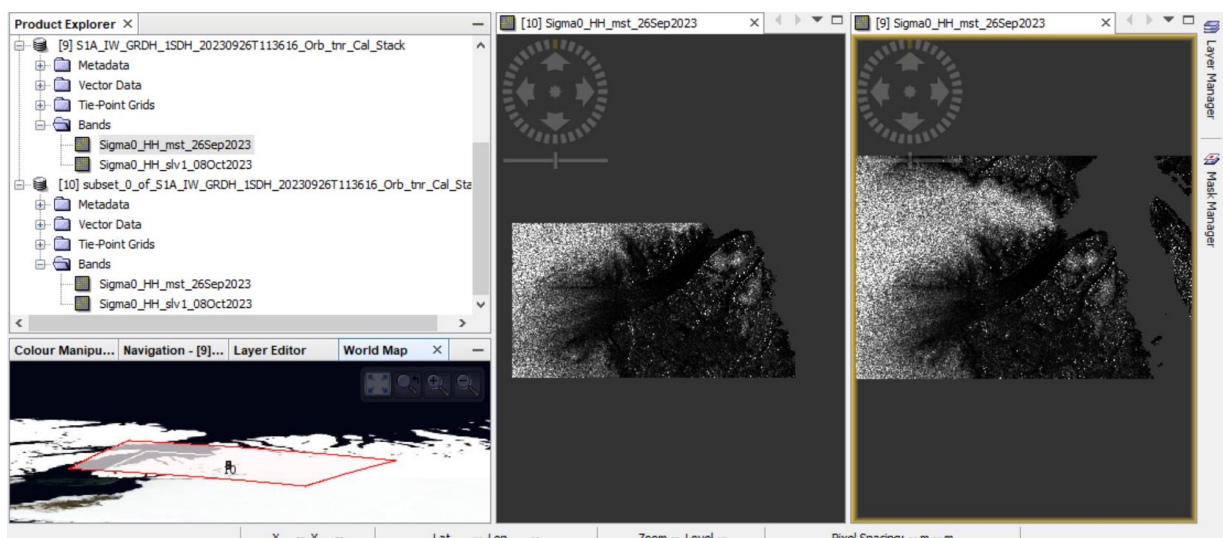 Product Explorer
[9] S1A_IW_GRDH_1SDH_20230926T113616_Orb_tnr_Cal_Stack
Metadata
Vector Data
Tie-Point Grids
Bands
Sigma0_HH_mst_26Sep2023
Sigma0_HH_slv1_08Oct2023
[10] subset_0_of_S1A_IW_GRDH_1SDH_20230926T113616_Orb_tnr_Cal_Sta
Metadata
Vector Data
Tie-Point Grids
Bands
Sigma0_HH_mst_26Sep2023
Sigma0_HH_slv1_08Oct2023
Colour Manipu... Navigation - [9]... Layer Editor World Map
10
[10] Sigma0_HH_mst_26Sep2023
[9] Sigma0_HH_mst_26Sep2023
Layer Manager
Mask Manager
X -- Y -- Lat -- Lon -- Zoom -- Level -- Pixel Spacing: -- m -- m